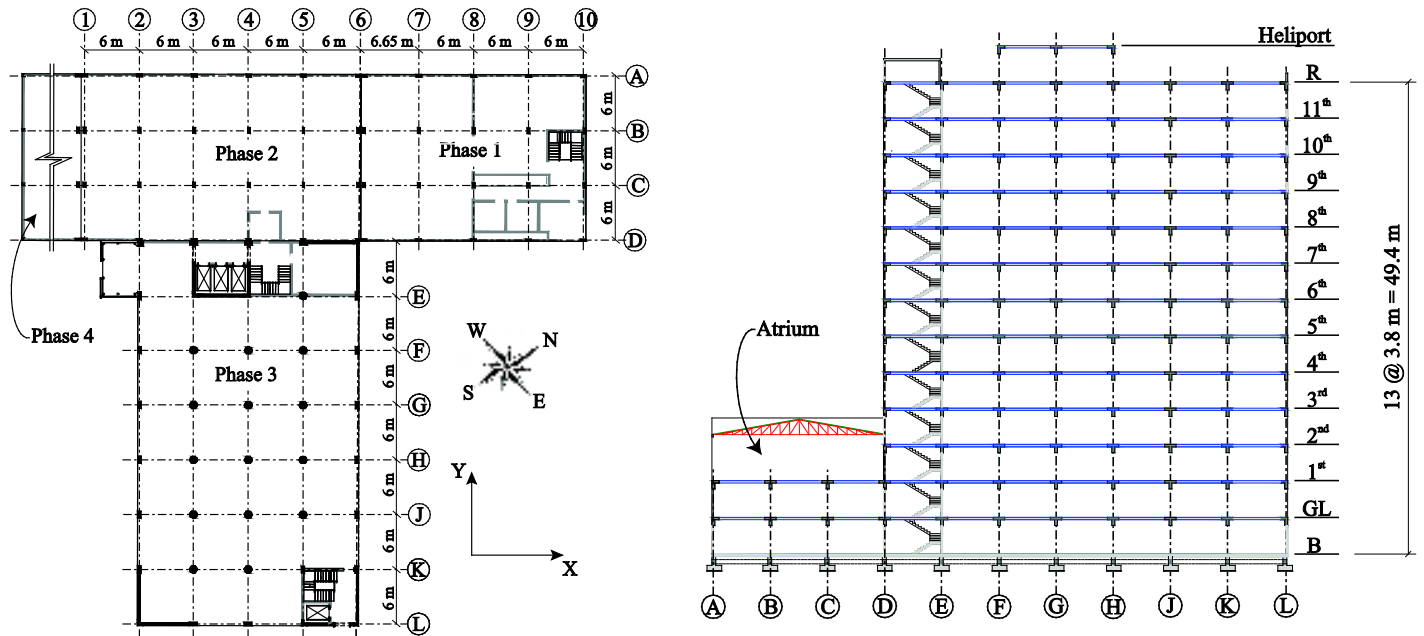 1 2 3 4 5 6 7 8 9 10
6 m 6 m 6 m 6 m 6 m 6.65 m 6 m 6 m 6 m
A
6 m
B
6 m
C
6 m
D
6 m
E
6 m
F
6 m
G
6 m
H
6 m
J
6 m
K
6 m
L
Phase 2
Phase 1
Phase 4
Phase 3
W
N
S
E
Y
X
Heliport
R
11th
10th
9th
8th
7th
6th
5th
4th
3rd
2nd
1st
GL
B
13 @ 3.8 m = 49.4 m
Atrium
A B C D E F G H J K L